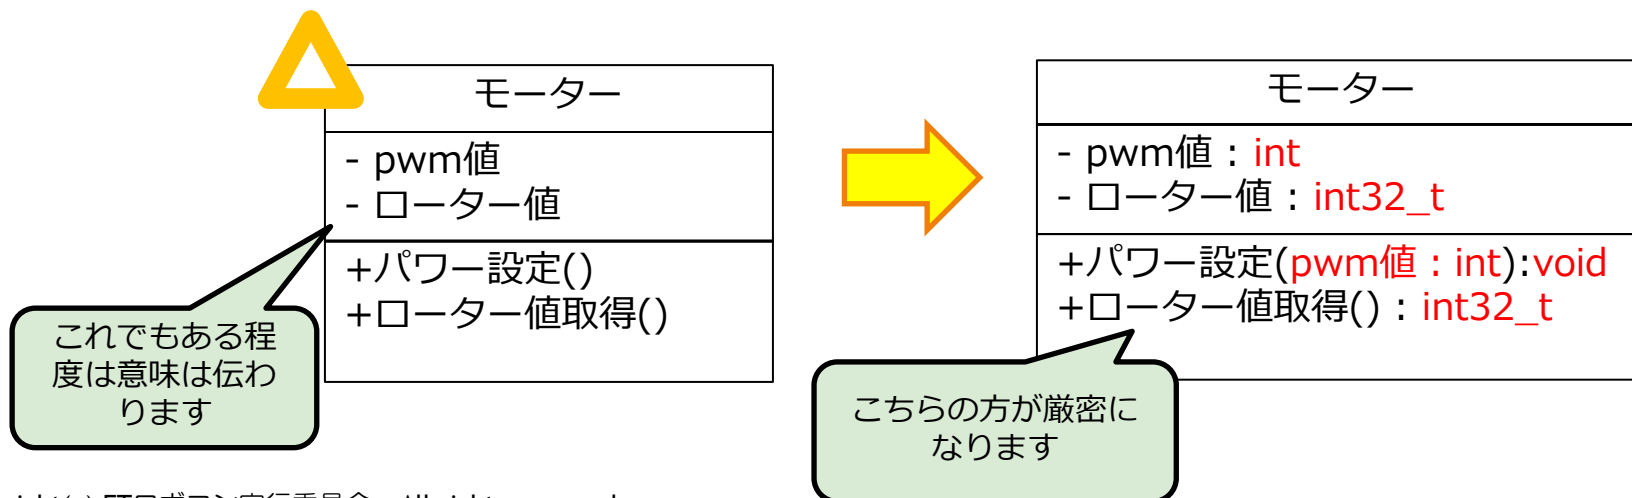 モーター
- pwm値
- ローター値
+パワー設定()
+ローター値取得()
これでもある程
度は意味は伝わ
ります
モーター
- pwm値：int
- ローター値：int32_t
+パワー設定(pwm値：int):void
+ローター値取得()：int32_t
こちらの方が厳密に
なります